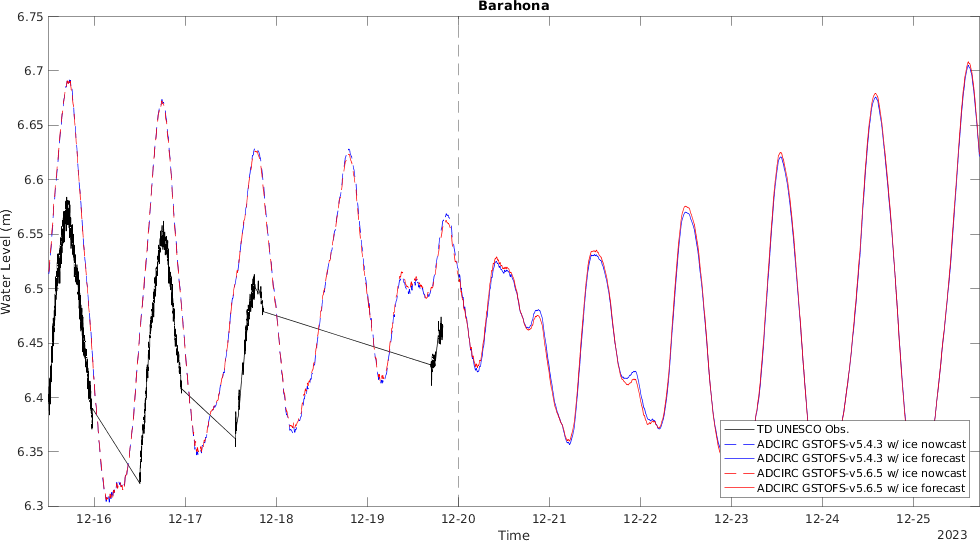 Barahona
6.75
6.7
6.65
6.6
6.55
6.5
6.45
6.4
6.35
6.3
Water Level (m)
12-16 12-17 12-18 12-19 12-20 12-21 12-22 12-23 12-24 12-25
Time
2023
TD UNESCO Obs.
ADCIRC GSTOFS-v5.4.3 w/ ice nowcast
ADCIRC GSTOFS-v5.4.3 w/ ice forecast
ADCIRC GSTOFS-v5.6.5 w/ ice nowcast
ADCIRC GSTOFS-v5.6.5 w/ ice forecast